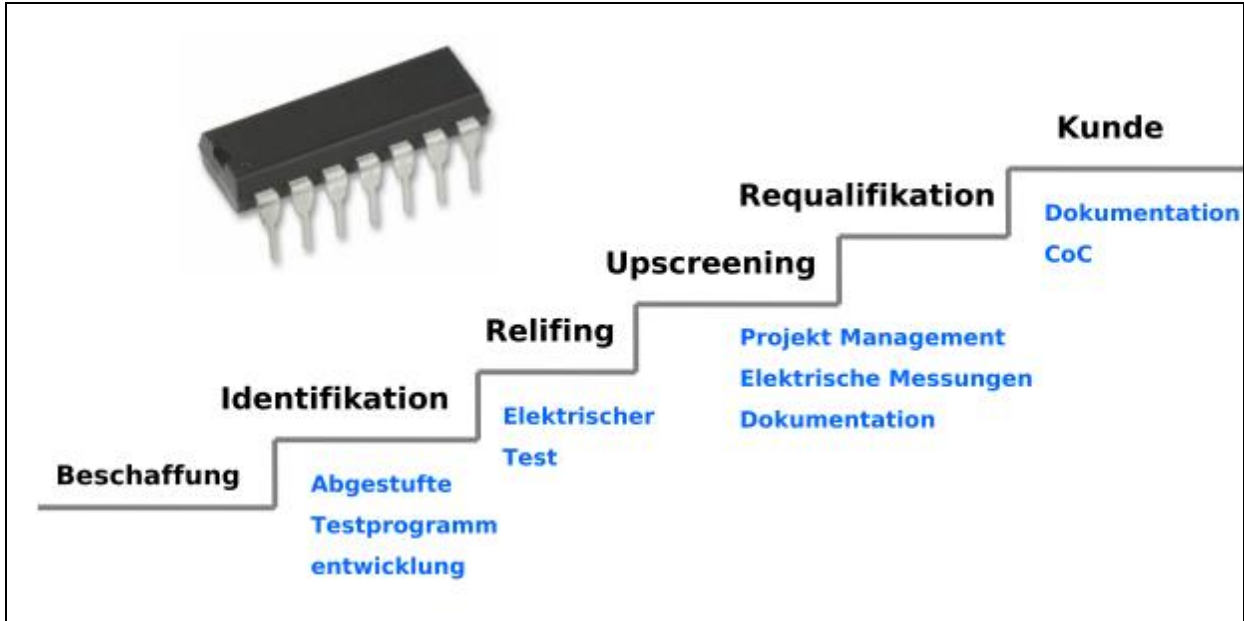 Kunde
Requalifikation
Dokumentation
CoC
Upscreening
Relifing
Projekt Management
Elektrische Messungen
Dokumentation
Identifikation
Elektrischer
Test
Beschaffung
Abgestufte
Testprogramm
entwicklung